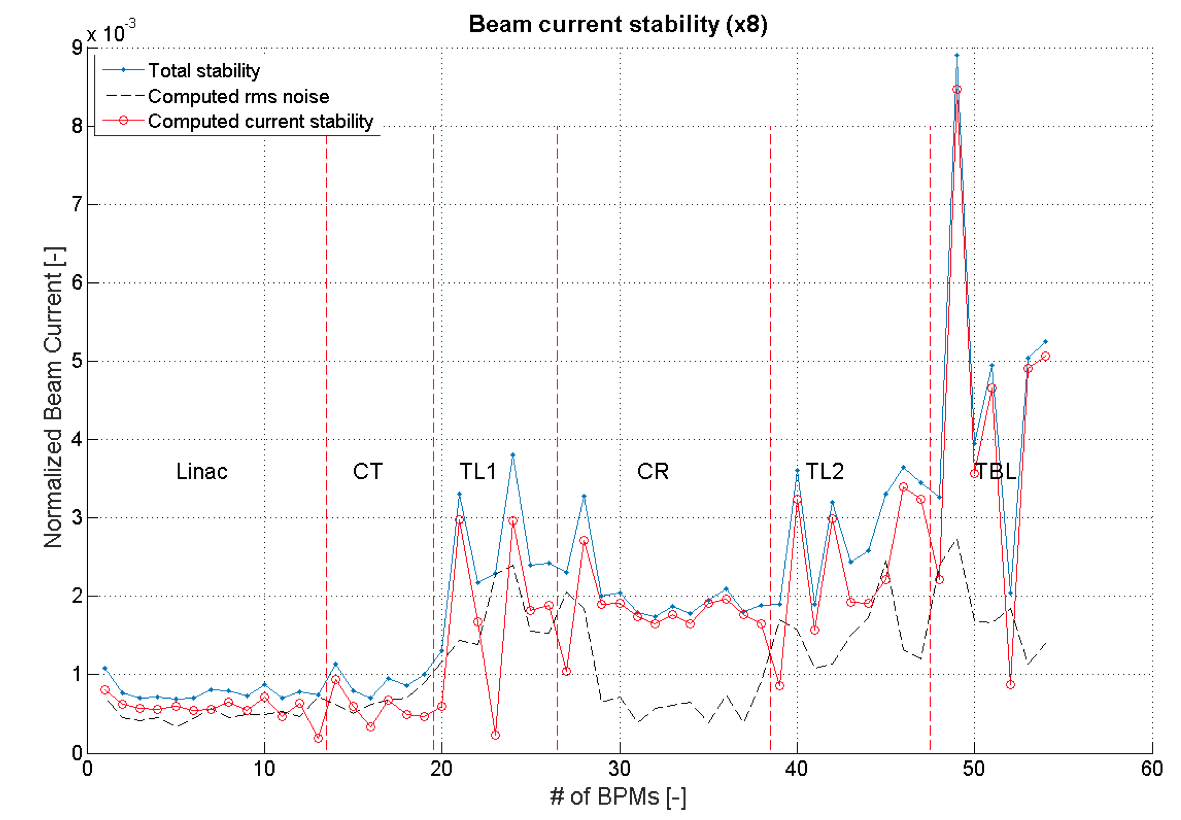 Beam current stability (x8)
x 10-3
Total stability
Computed rms noise
Computed current stability
9
8
7
6
5
4
3
2
1
0
Normalized Beam Current [-]
Linac CT TL1 CR TL2 TBL
0 10 20 30 40 50 60
# of BPMs [-]